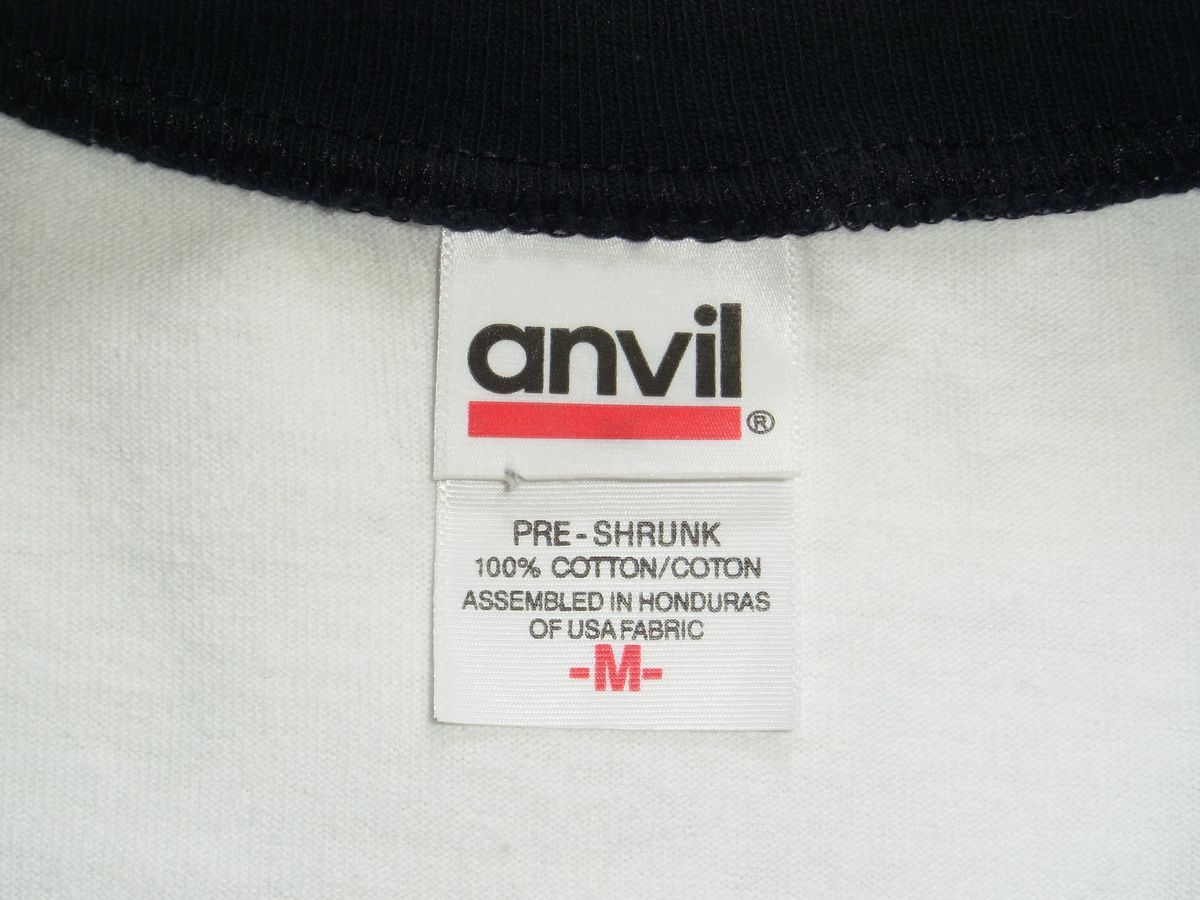 anvil
®
PRE-SHRUNK
100% COTTON/COTON
ASSEMBLED IN HONDURAS
OF USA FABRIC
-M-